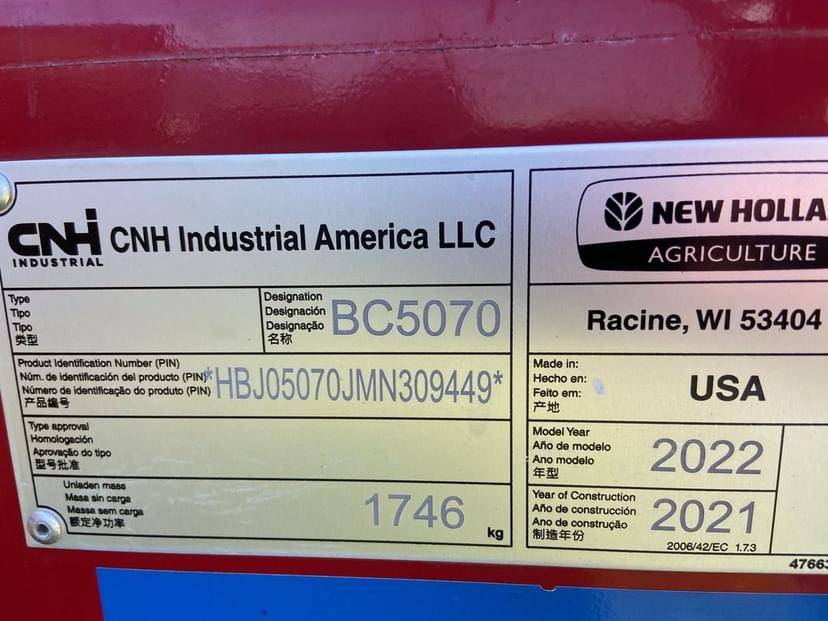 CNH
INDUSTRIAL
CNH Industrial America LLC
Type
Tipo
Tipo
类型
Designation
Designación
Designação
名称
BC5070
Product Identification Number (PIN)
Núm. de identificación del producto (PIN)
Número de identificação do produto (PIN)
产品编号
*HBJ05070JMN309449*
Type approval
Homologación
Aprovação do tipo
型号批准
Unladen mass
Masa sin carga
Massa sem carga
额定净功率
1746
kg
NEW HOLLA
AGRICULTURE
Racine, WI 53404
Made in:
Hecho en:
Feito em:
产地
USA
Model Year
Año de modelo
Ano modelo
年型
2022
Year of Construction
Año de construcción
Ano de construção
制造年份
2021
2006/42/EC 1.7.3